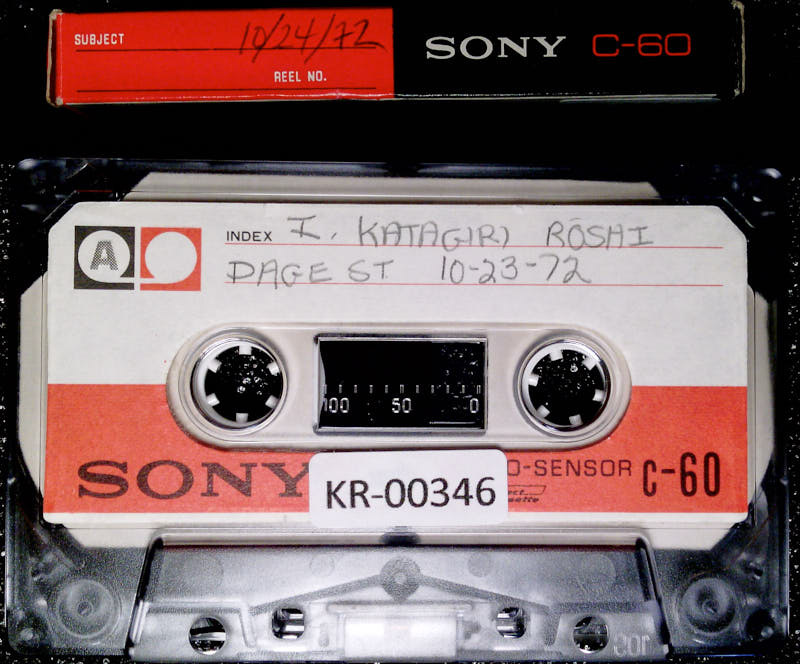 SUBJECT 10/24/72
REEL NO.
SONY C-60
A
INDEX I. KATAGIRI RŌSHI
PAGE ST 10-23-72
100 50 0
SONY O-SENSOR C-60
KR-00346